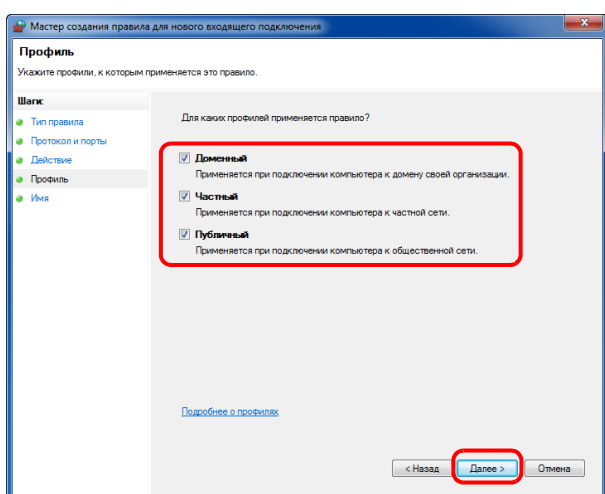 Мастер создания правила для нового входящего подключения
Профиль
Укажите профили, к которым применяется это правило.
Шаги:
Тип правила
Протокол и порты
Действие
Профиль
Имя
Для каких профилей применяется правило?
Доменный
Применяется при подключении компьютера к домену своей организации.
Частный
Применяется при подключении компьютера к частной сети.
Публичный
Применяется при подключении компьютера к общественной сети.
Подробнее о профилях
< Назад Далее > Отмена